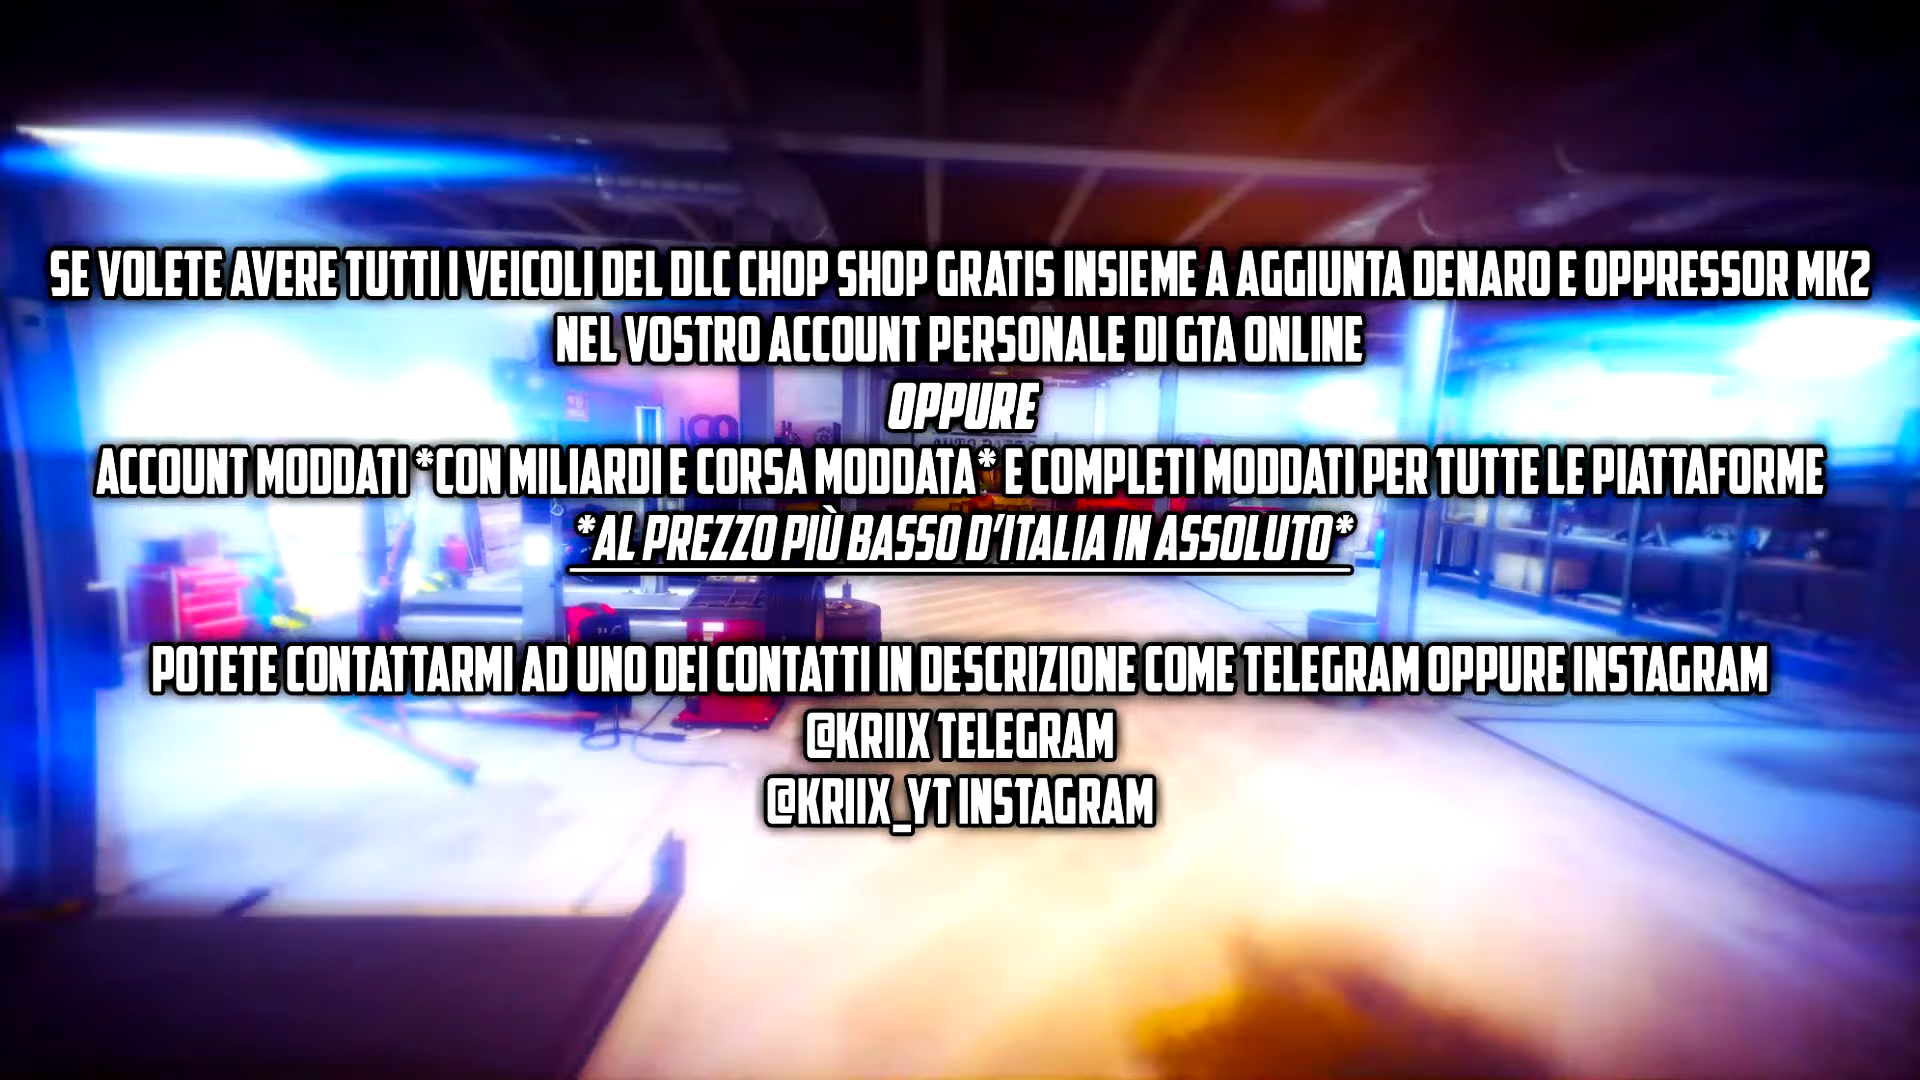 SE VOLETE AVERE TUTTI I VEICOLI DEL DLC CHOP SHOP GRATIS INSIEME A AGGIUNTA DENARO E OPPRESSOR MK2
NEL VOSTRO ACCOUNT PERSONALE DI GTA ONLINE
OPPURE
ACCOUNT MODDATI *CON MILIARDI E CORSA MODDATA* E COMPLETI MODDATI PER TUTTE LE PIATTAFORME
*AL PREZZO PIÙ BASSO D'ITALIA IN ASSOLUTO*
POTETE CONTATTARMI AD UNO DEI CONTATTI IN DESCRIZIONE COME TELEGRAM OPPURE INSTAGRAM
@KRIIX TELEGRAM
@KRIIX_YT INSTAGRAM